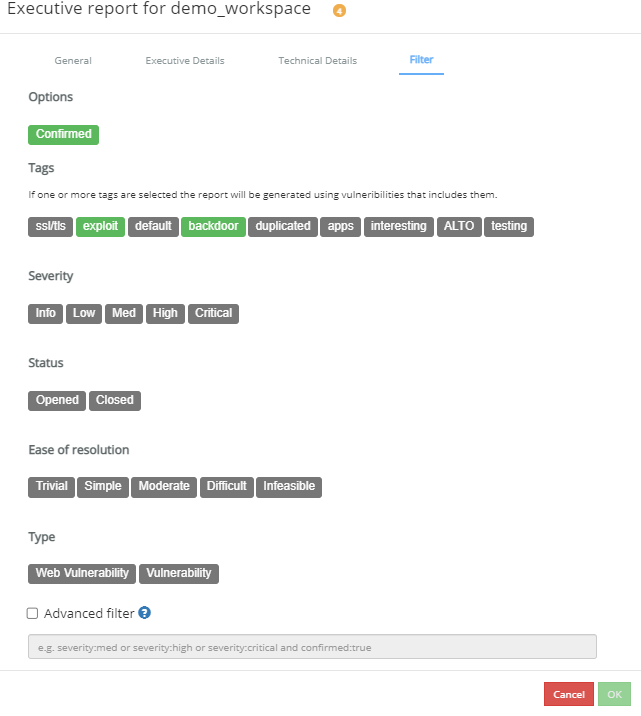 Executive report for demo_workspace 4
General Executive Details Technical Details Filter
Options
Confirmed
Tags
If one or more tags are selected the report will be generated using vulneribilities that includes them.
ssl/tls exploit default backdoor duplicated apps interesting ALTO testing
Severity
Info Low Med High Critical
Status
Opened Closed
Ease of resolution
Trivial Simple Moderate Difficult Infeasible
Type
Web Vulnerability Vulnerability
Advanced filter ?
e.g. severity:med or severity:high or severity:critical and confirmed:true
Cancel OK